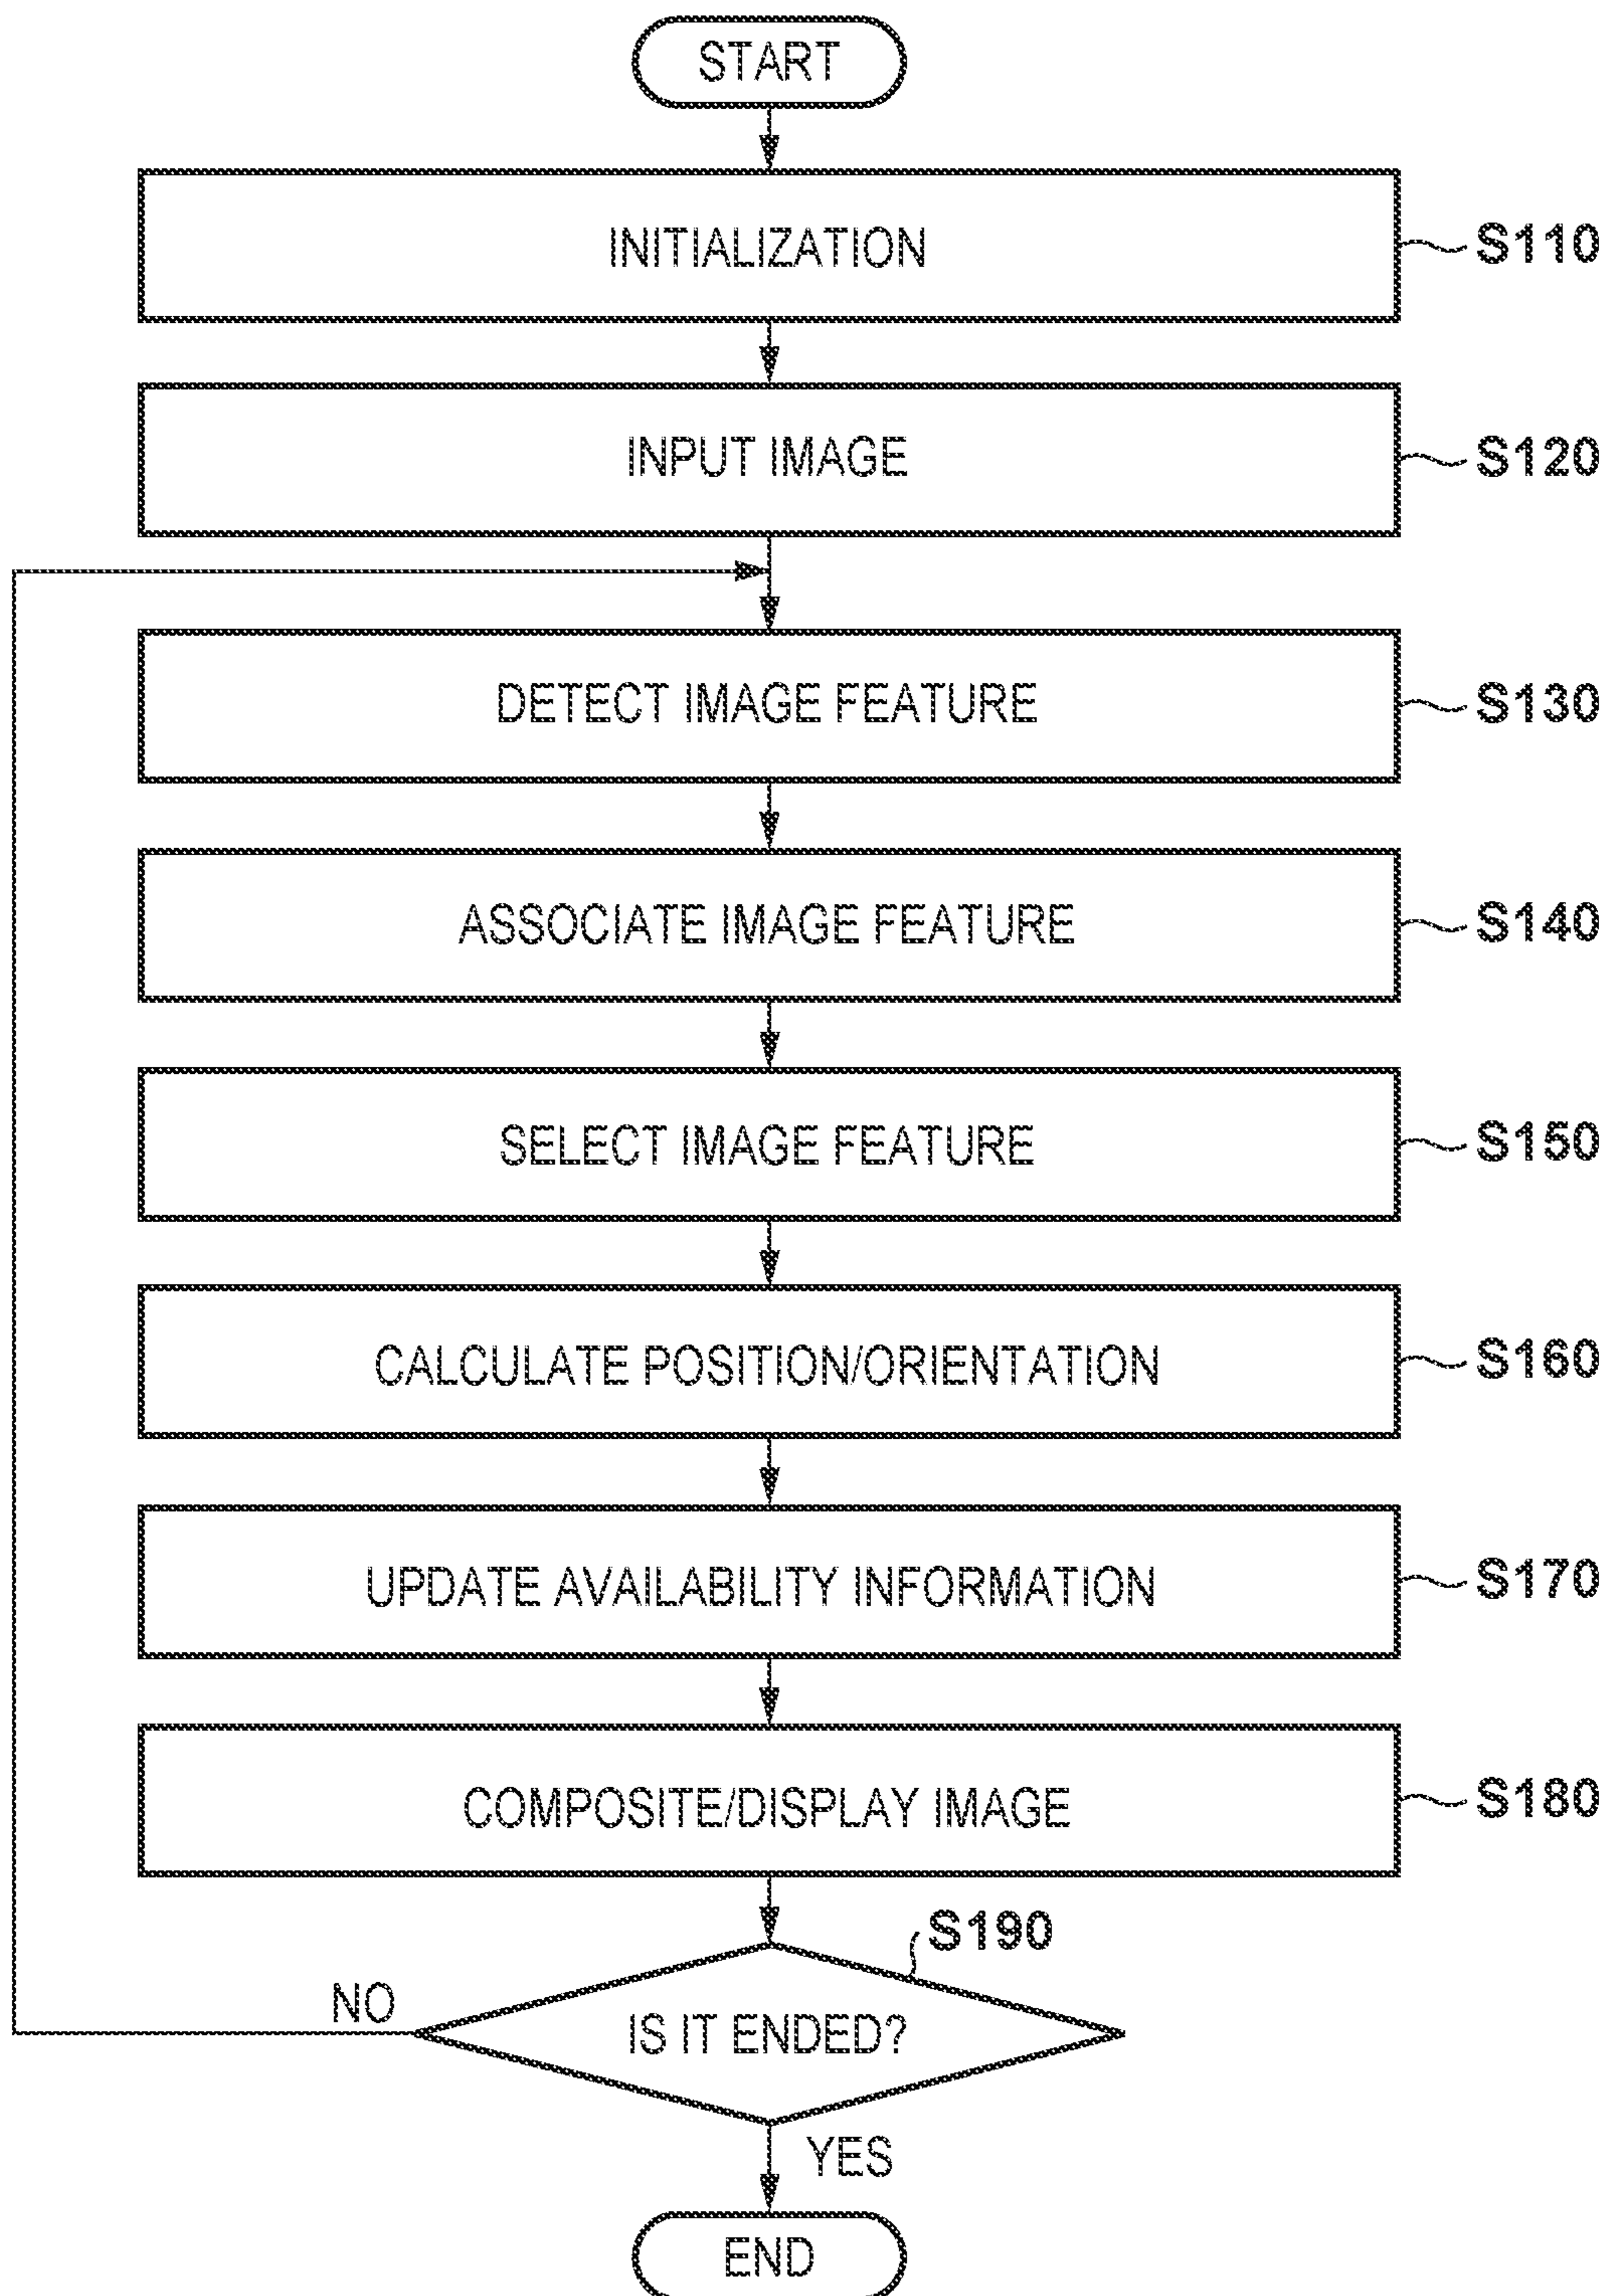 START
INITIALIZATION
S110
INPUT IMAGE
S120
DETECT IMAGE FEATURE
S130
ASSOCIATE IMAGE FEATURE
S140
SELECT IMAGE FEATURE
S150
CALCULATE POSITION/ORIENTATION
S160
UPDATE AVAILABILITY INFORMATION
S170
COMPOSITE/DISPLAY IMAGE
S180
S190
NO
IS IT ENDED?
YES
END